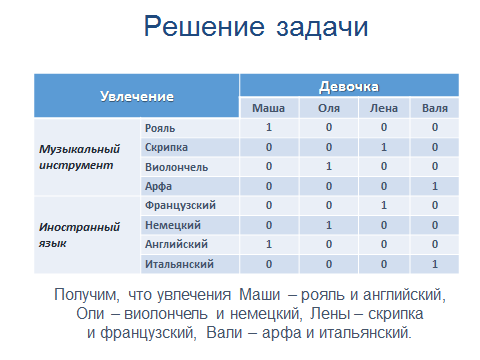 Решение задачи
Увлечение Девочка
Маша Оля Лена Валя
Музыкальный инструмент
Рояль 1 0 0 0
Скрипка 0 0 1 0
Виолончель 0 1 0 0
Арфа 0 0 0 1
Иностранный язык
Французский 0 0 1 0
Немецкий 0 1 0 0
Английский 1 0 0 0
Итальянский 0 0 0 1
Получим, что увлечения Маши – рояль и английский,
Оли – виолончель и немецкий, Лены – скрипка
и французский, Вали – арфа и итальянский.